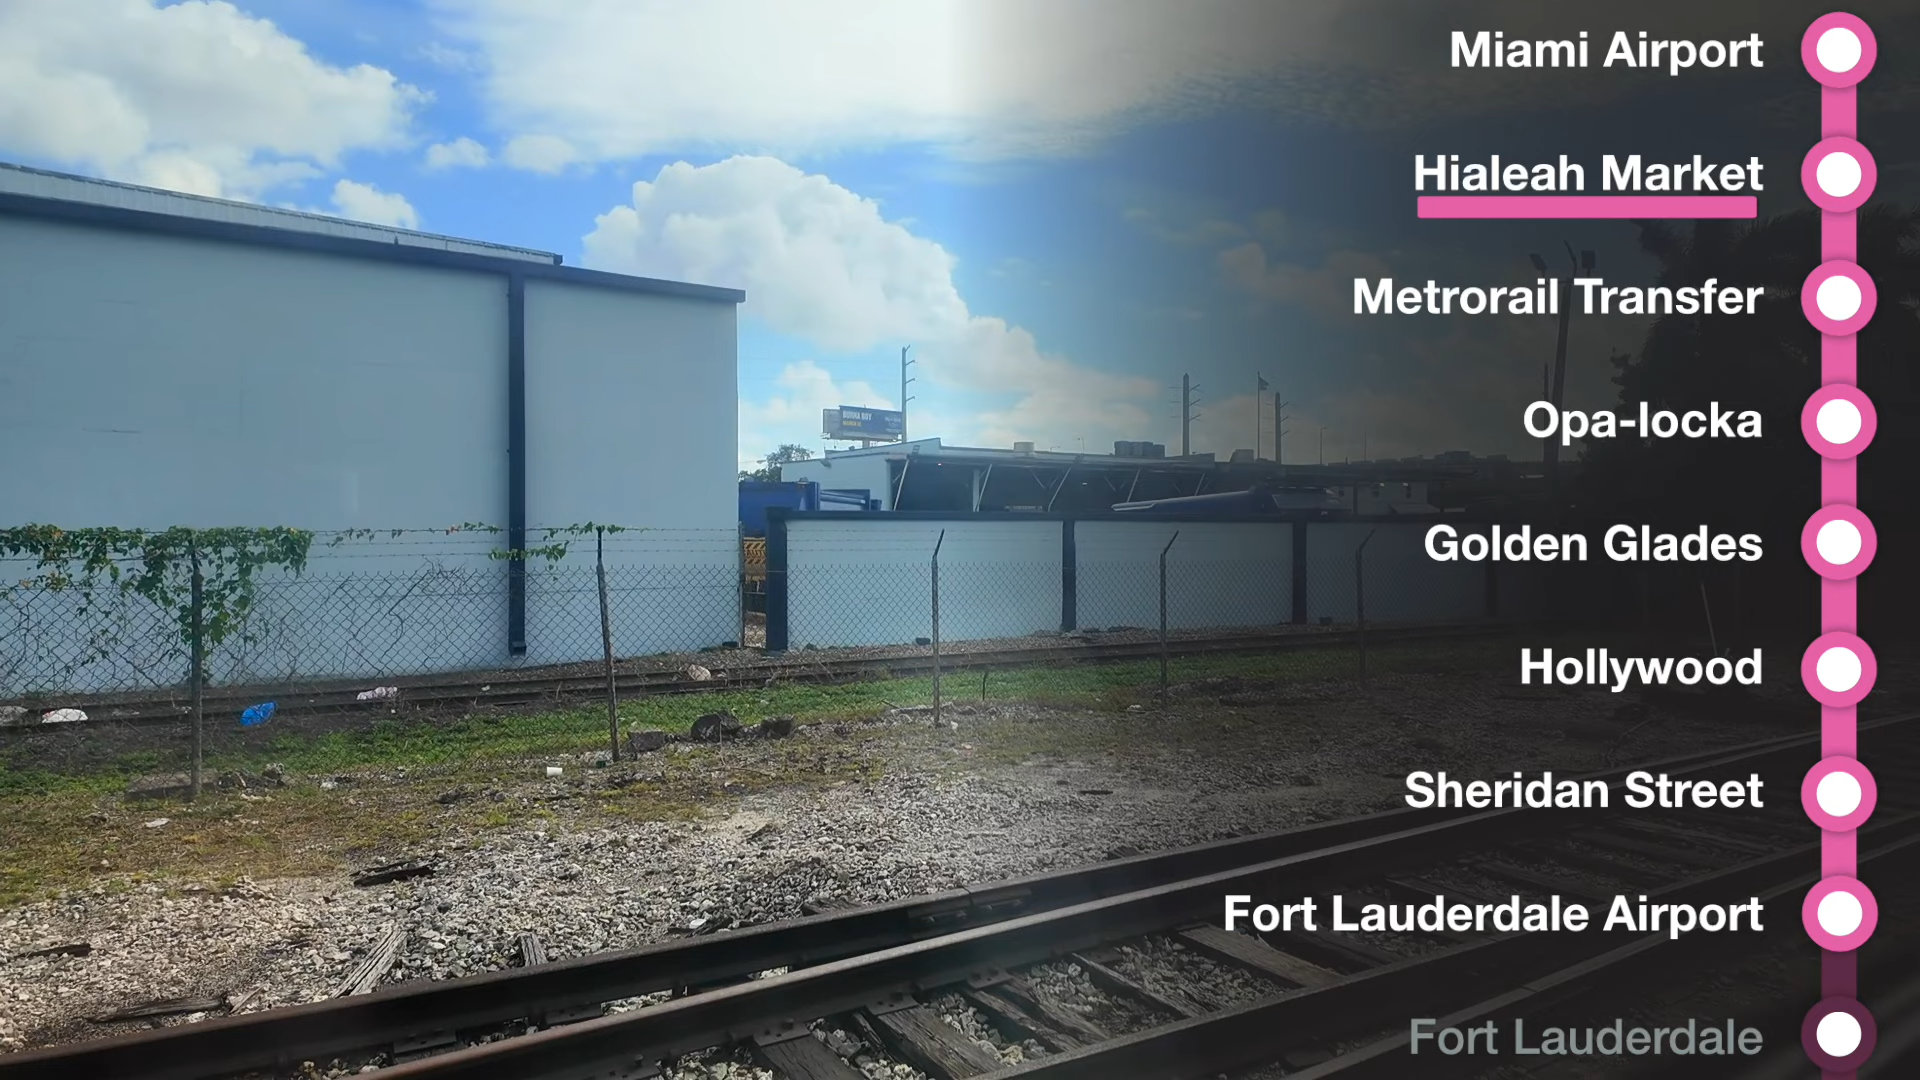 Miami Airport
Hialeah Market
Metrorail Transfer
Opa-locka
Golden Glades
Hollywood
Sheridan Street
Fort Lauderdale Airport
Fort Lauderdale